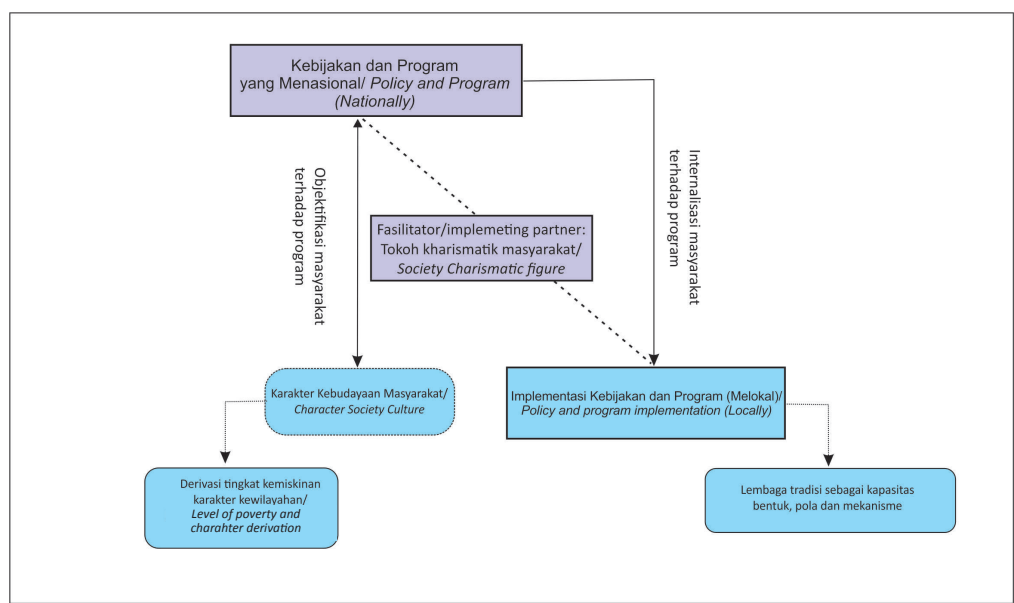 Kebijakan dan Program
yang Menasional/ Policy and Program
(Nationally)
Objektifikasi masyarakat
terhadap program
Internalisasi masyarakat
terhadap program
Fasilitator/implemeting partner:
Tokoh kharismatik masyarakat/
Society Charismatic figure
Karakter Kebudayaan Masyarakat/
Character Society Culture
Implementasi Kebijakan dan Program (Melokal)/
Policy and program implementation (Locally)
Derivasi tingkat kemiskinan
karakter kewilayahan/
Level of poverty and
charahter derivation
Lembaga tradisi sebagai kapasitas
bentuk, pola dan mekanisme